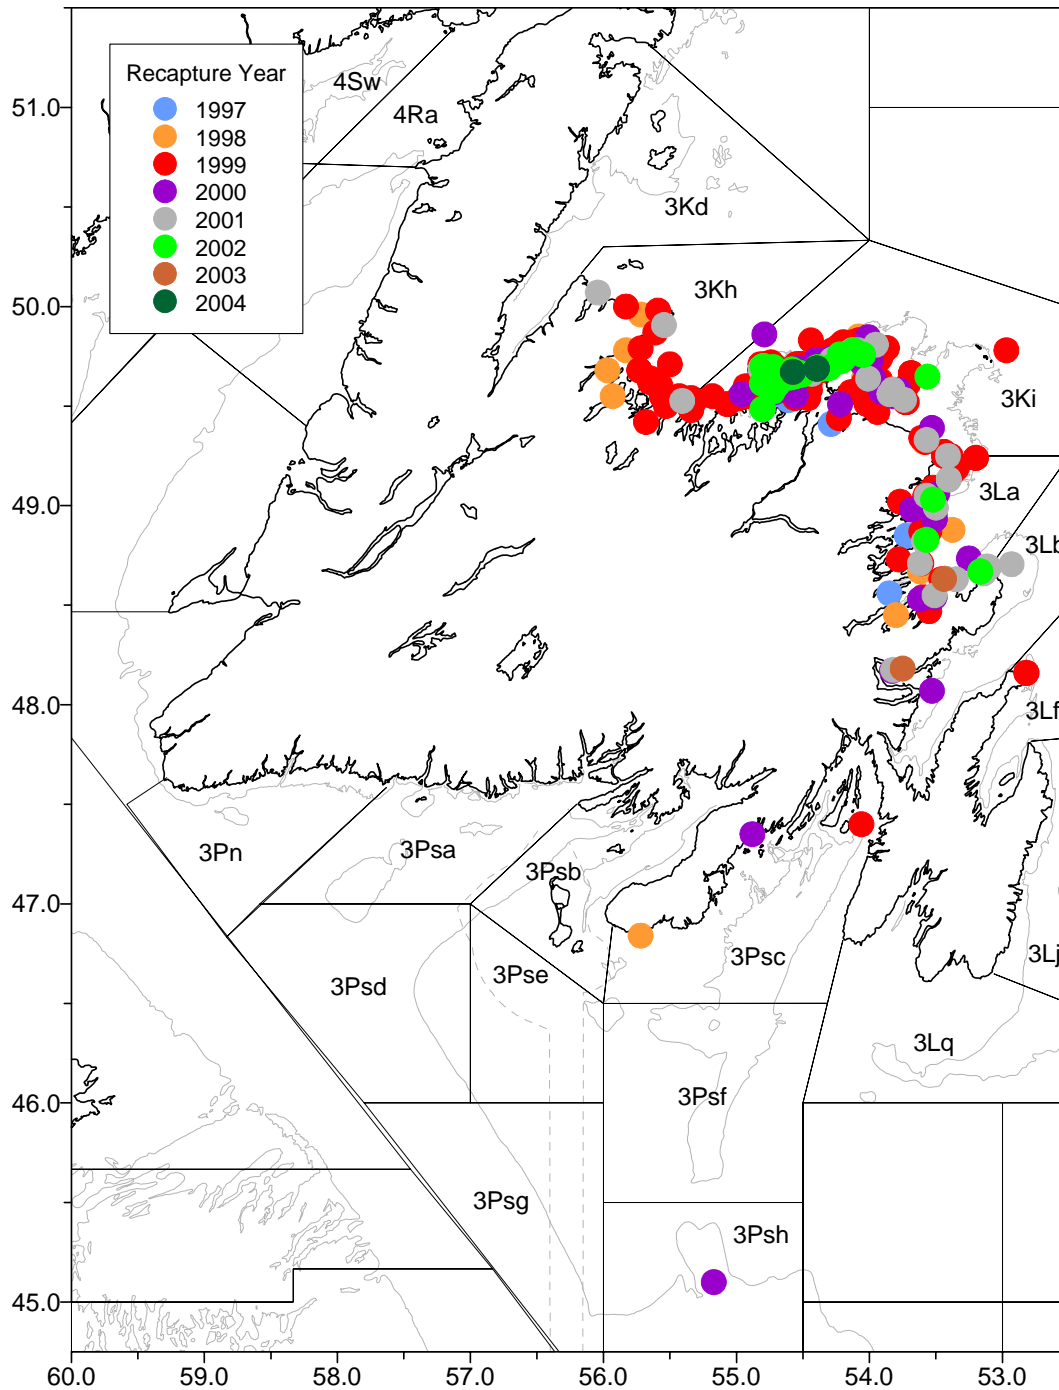 Recapture Year
1997
1998
1999
2000
2001
2002
2003
2004
4Sw
4Ra
3Kd
3Kh
3Ki
3La
3Lb
3Lf
3Pn
3Psa
3Psb
3Psc
3Psd
3Pse
3Lj
3Lq
3Psf
3Psg
3Psh
51.0
50.0
49.0
48.0
47.0
46.0
45.0
60.0 59.0 58.0 57.0 56.0 55.0 54.0 53.0